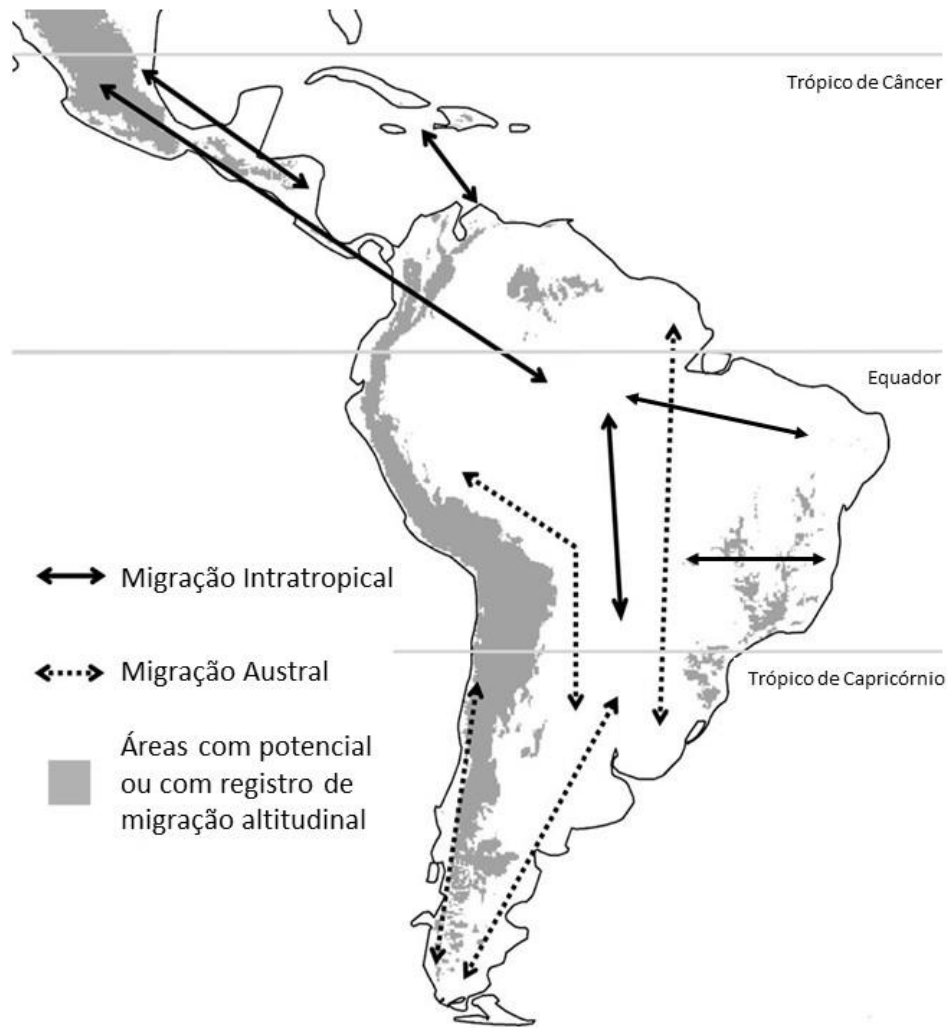 Trópico de Câncer
Equador
Migração Intratropical
Trópico de Capricórnio
Migração Austral
Áreas com potencial
ou com registro de
migração altitudinal